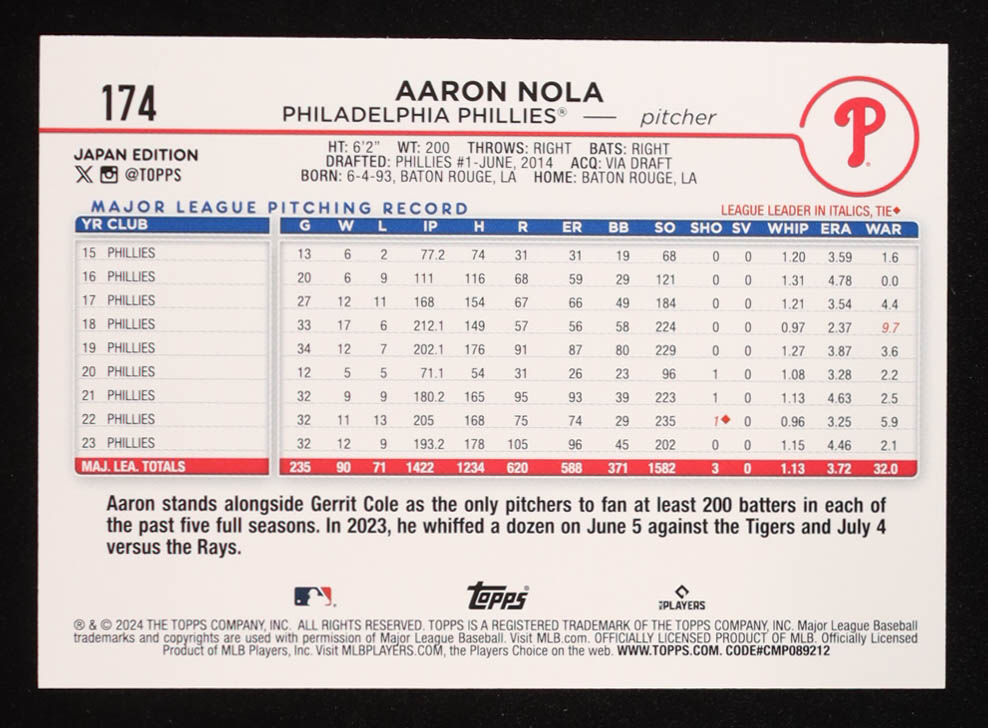 174
AARON NOLA
PHILADELPHIA PHILLIES® — pitcher
P
JAPAN EDITION
@TOPPS
HT: 6'2" WT: 200 THROWS: RIGHT BATS: RIGHT
DRAFTED: PHILLIES #1-JUNE, 2014 ACQ: VIA DRAFT
BORN: 6-4-93, BATON ROUGE, LA HOME: BATON ROUGE, LA
MAJOR LEAGUE PITCHING RECORD
LEAGUE LEADER IN ITALICS, TIE♦
YR CLUB G W L IP H R ER BB SO SHO SV WHIP ERA WAR
15 PHILLIES 13 6 2 77.2 74 31 31 19 68 0 0 1.20 3.59 1.6
16 PHILLIES 20 6 9 111 116 68 59 29 121 0 0 1.31 4.78 0.0
17 PHILLIES 27 12 11 168 154 67 66 49 184 0 0 1.21 3.54 4.4
18 PHILLIES 33 17 6 212.1 149 57 56 58 224 0 0 0.97 2.37 9.7
19 PHILLIES 34 12 7 202.1 176 91 87 80 229 0 0 1.27 3.87 3.6
20 PHILLIES 12 5 5 71.1 54 31 26 23 96 1 0 1.08 3.28 2.2
21 PHILLIES 32 9 9 180.2 165 95 93 39 223 1 0 1.13 4.63 2.5
22 PHILLIES 32 11 13 205 168 75 74 29 235 1♦ 0 0.96 3.25 5.9
23 PHILLIES 32 12 9 193.2 178 105 96 45 202 0 0 1.15 4.46 2.1
MAJ. LEA. TOTALS 235 90 71 1422 1234 620 588 371 1582 3 0 1.13 3.72 32.0
Aaron stands alongside Gerrit Cole as the only pitchers to fan at least 200 batters in each of
the past five full seasons. In 2023, he whiffed a dozen on June 5 against the Tigers and July 4
versus the Rays.
Topps®
MLB PLAYERS
® & © 2024 THE TOPPS COMPANY, INC. ALL RIGHTS RESERVED. TOPPS IS A REGISTERED TRADEMARK OF THE TOPPS COMPANY, INC. Major League Baseball
trademarks and copyrights are used with permission of Major League Baseball. Visit MLB.com. OFFICIALLY LICENSED PRODUCT OF MLB. Officially Licensed
Product of MLB Players, Inc. Visit MLBPLAYERS.COM, the Players Choice on the web. WWW.TOPPS.COM. CODE#CMP089212